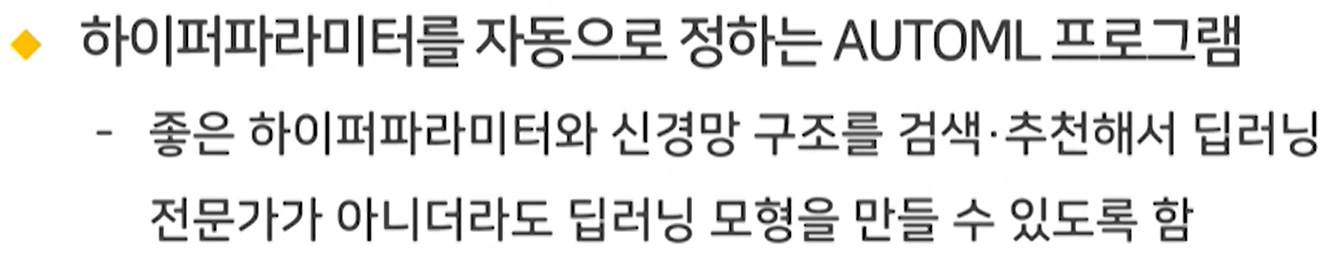 ◆ 하이퍼파라미터를 자동으로 정하는 AUTOML 프로그램
- 좋은 하이퍼파라미터와 신경망 구조를 검색·추천해서 딥러닝
전문가가 아니더라도 딥러닝 모형을 만들 수 있도록 함